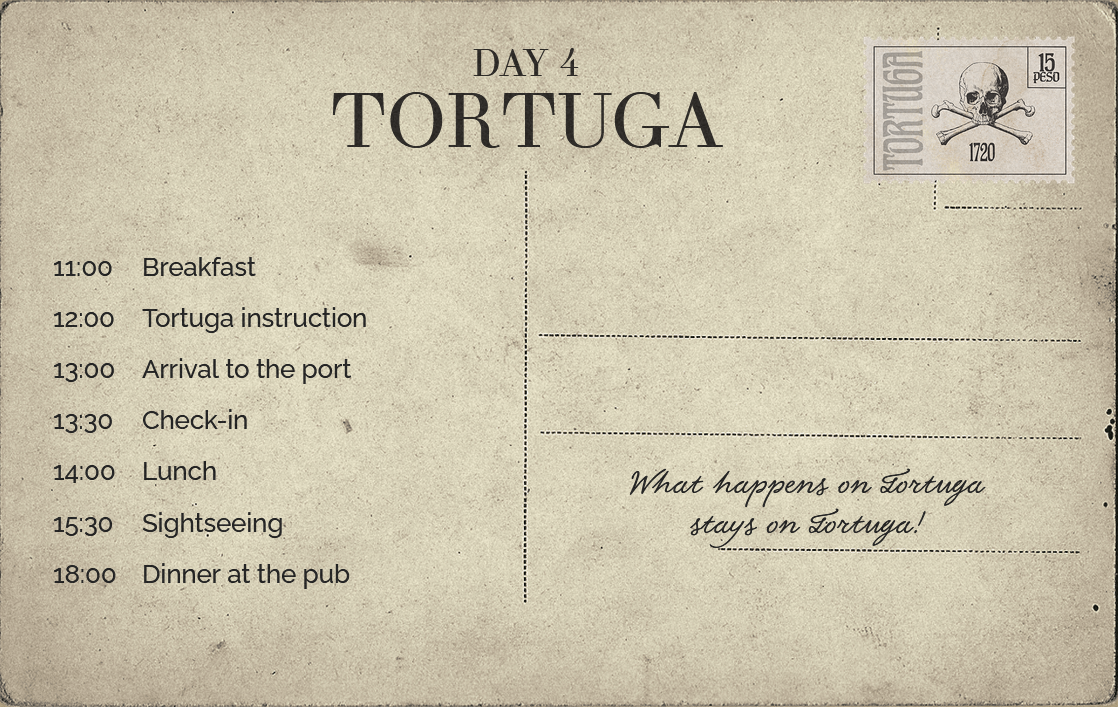 DAY 4
TORTUGA
TORTUGA
15
PESO
1720
11:00 Breakfast
12:00 Tortuga instruction
13:00 Arrival to the port
13:30 Check-in
14:00 Lunch
15:30 Sightseeing
18:00 Dinner at the pub
What happens on Tortuga
stays on Tortuga!